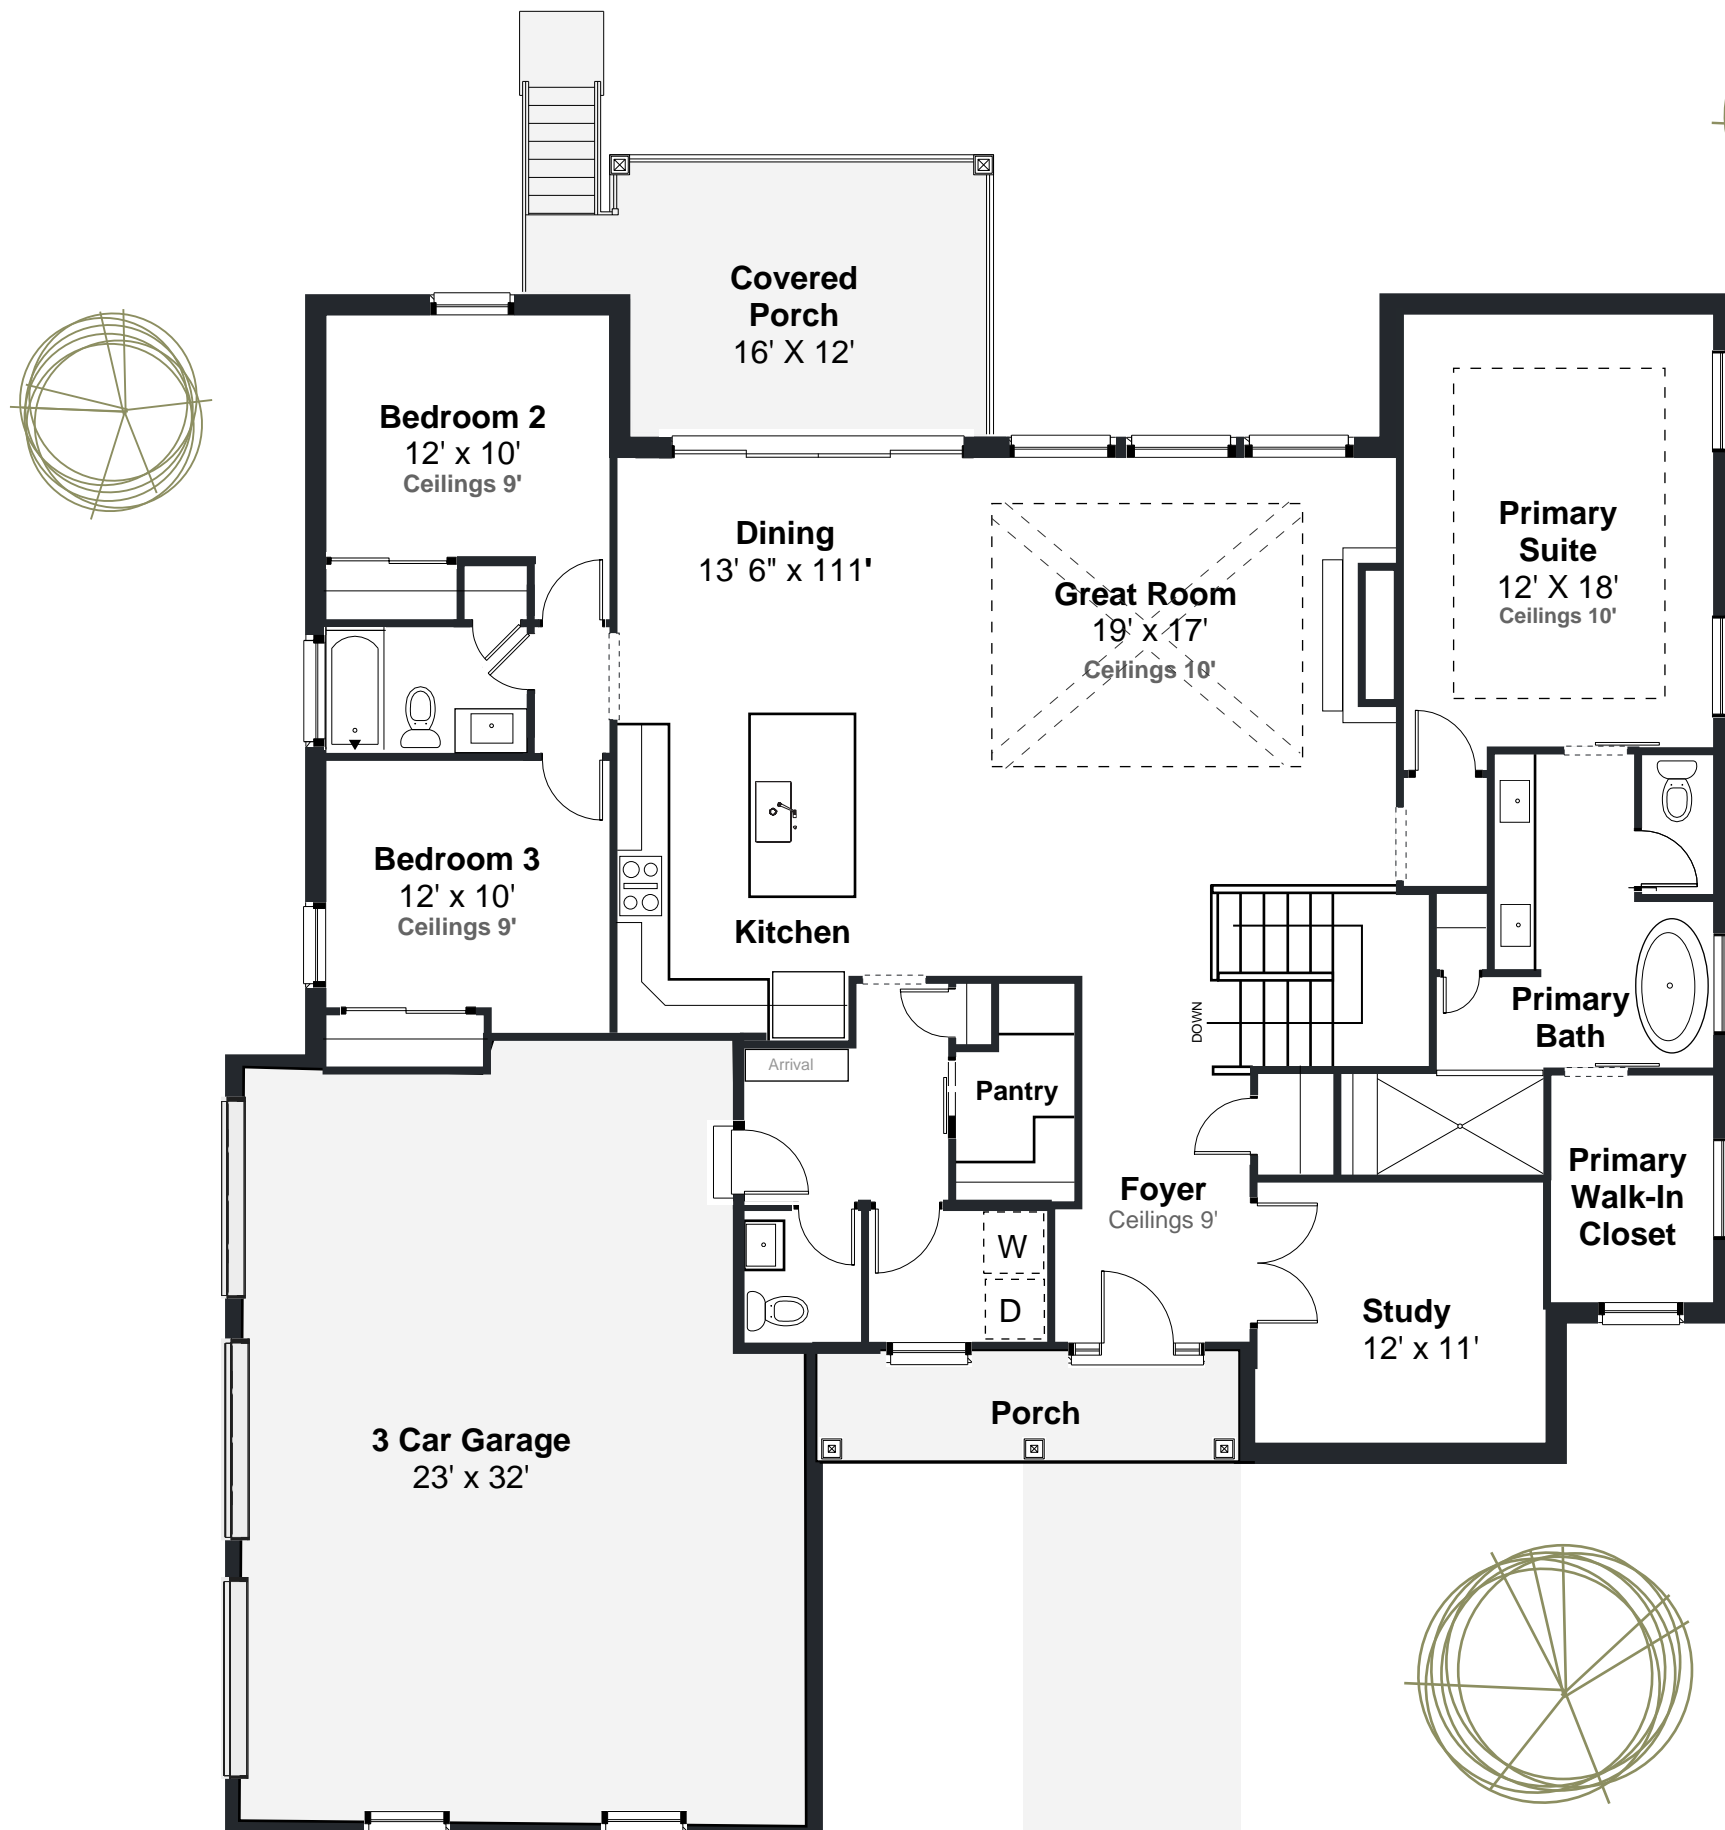 Covered
Porch
16' X 12'
Bedroom 2
12' x 10'
Ceilings 9'
Dining
13' 6" x 111'
Great Room
19' x 17'
Ceilings 10'
Primary
Suite
12' X 18'
Ceilings 10'
Bedroom 3
12' x 10'
Ceilings 9'
Kitchen
DOWN
Primary
Bath
Arrival
Pantry
Foyer
Ceilings 9'
Primary
Walk-In
Closet
W
D
Study
12' x 11'
Porch
3 Car Garage
23' x 32'